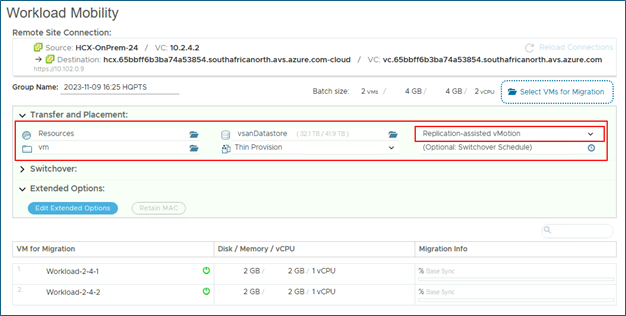 Workload Mobility
Remote Site Connection:
Source: HCX-OnPrem-24 / VC: 10.2.4.2
Reload Connections
→ Destination: hcx.65bbff6b3ba74a53854.southafricanorth.avs.azure.com-cloud / VC: vc.65bbff6b3ba74a53854.southafricanorth.avs.azure.com
https://10.102.0.9
Group Name: 2023-11-09 16:25 HGPTS
Batch size: 2 VMs / 4 GB / 4 GB / 2 vCPU
Select VMs for Migration
Transfer and Placement:
Resources
vsanDatastore ( 32.1 TB / 41.9 TB )
Replication-assisted vMotion
vm
Thin Provision
(Optional: Switchover Schedule)
Switchover:
Extended Options:
Edit Extended Options
Retain MAC
VM for Migration
Disk / Memory / vCPU
Migration Info
1 Workload-2-4-1
2 GB / 2 GB / 1 vCPU
% Base Sync
2 Workload-2-4-2
2 GB / 2 GB / 1 vCPU
% Base Sync